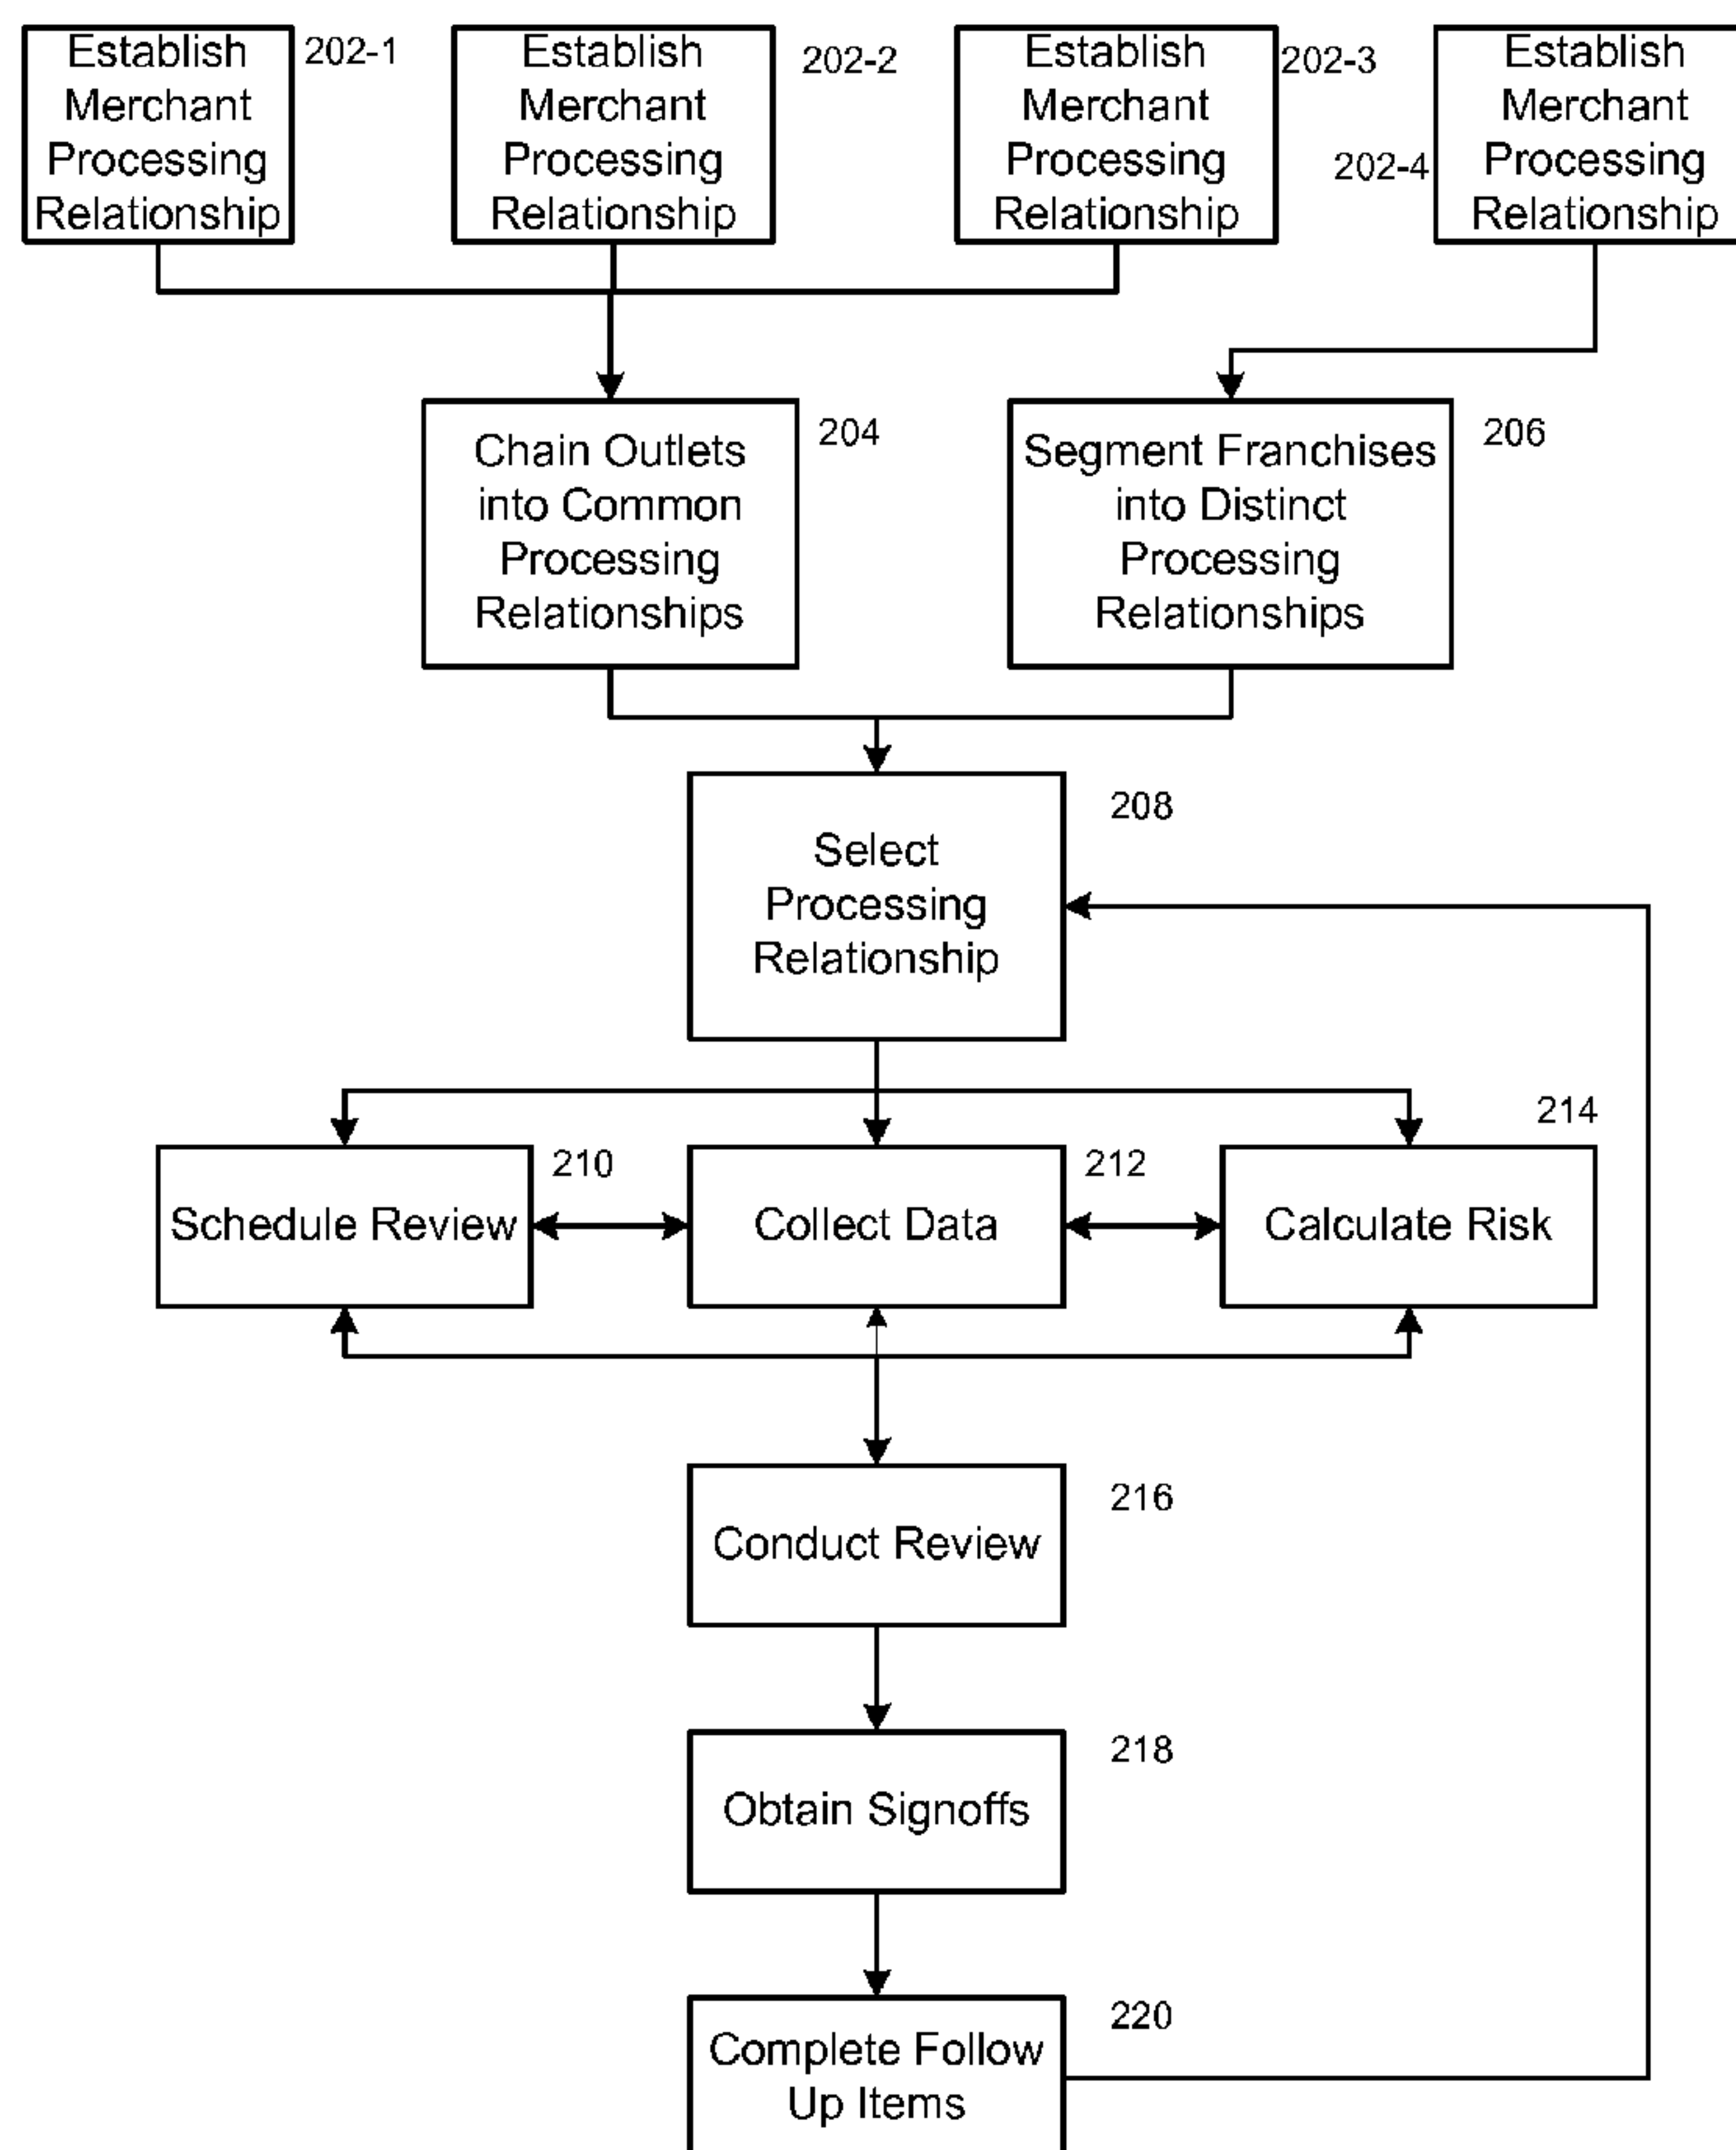 Establish
Merchant
Processing
Relationship
202-1
Establish
Merchant
Processing
Relationship
202-2
Establish
Merchant
Processing
Relationship
202-3
Establish
Merchant
Processing
Relationship
202-4
Chain Outlets
into Common
Processing
Relationships
204
Segment Franchises
into Distinct
Processing
Relationships
206
Select
Processing
Relationship
208
Schedule Review
210
Collect Data
212
Calculate Risk
214
Conduct Review
216
Obtain Signoffs
218
Complete Follow
Up Items
220